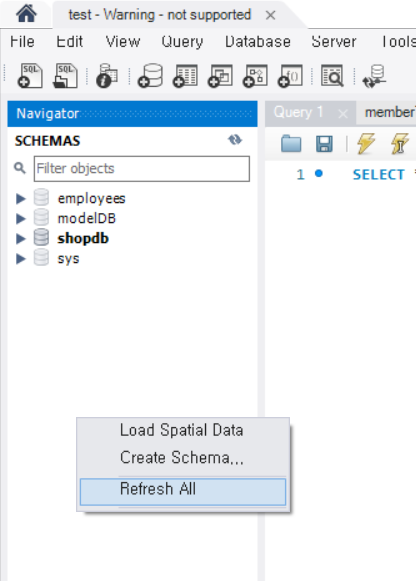 test - Warning - not supported
File Edit View Query Database Server Tools
SQL SQL
Navigator Query 1 member
SCHEMAS
Filter objects
1 SELECT
employees
modelDB
shopdb
sys
Load Spatial Data
Create Schema...
Refresh All